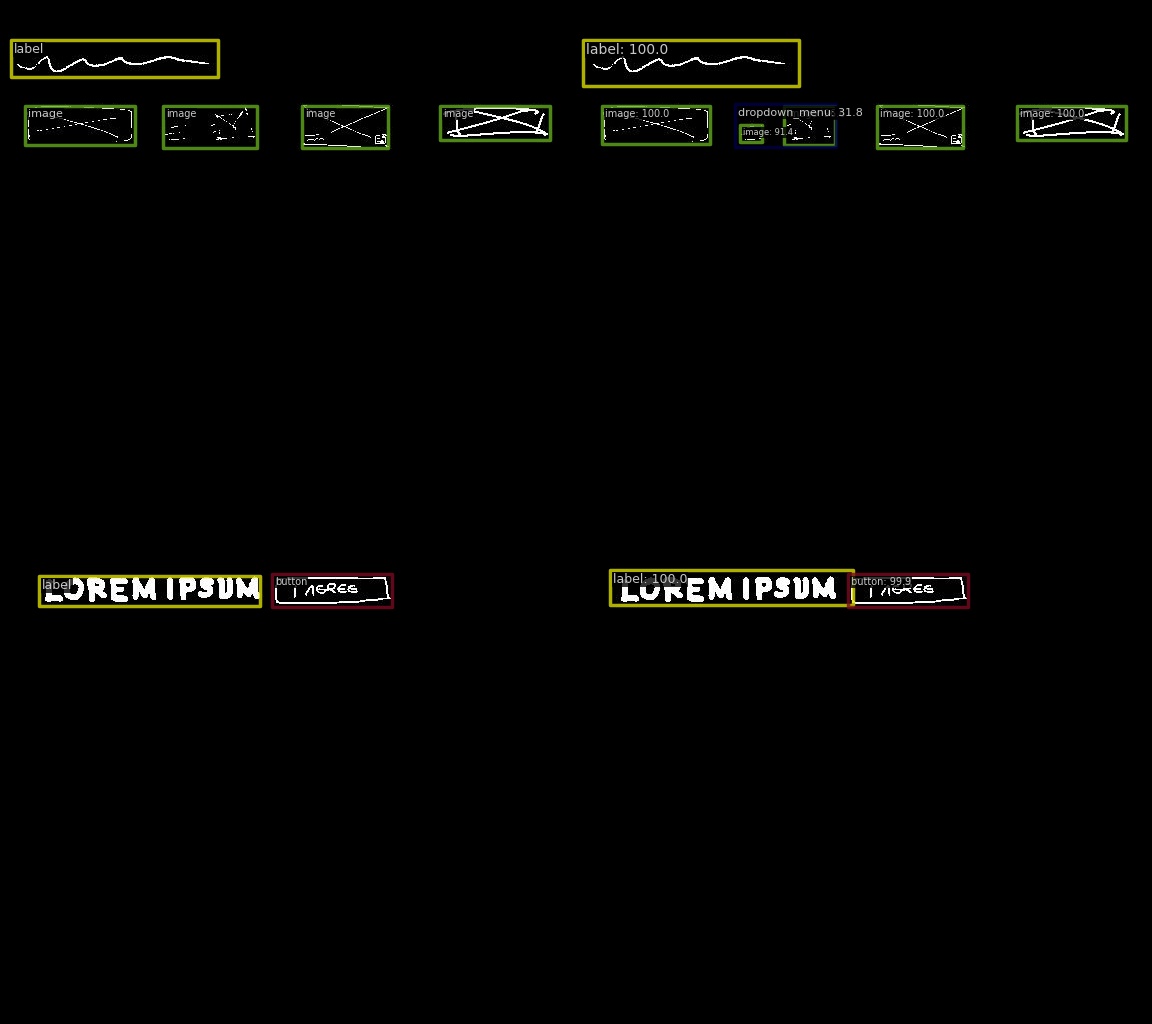 label
label: 100.0
image
image
image
image
image: 100.0
dropdown_menu: 31.8
image: 91.4
image: 100.0
image: 100.0
label
LOREM IPSUM
button
label: 100.0
LOREM IPSUM
button: 99.9